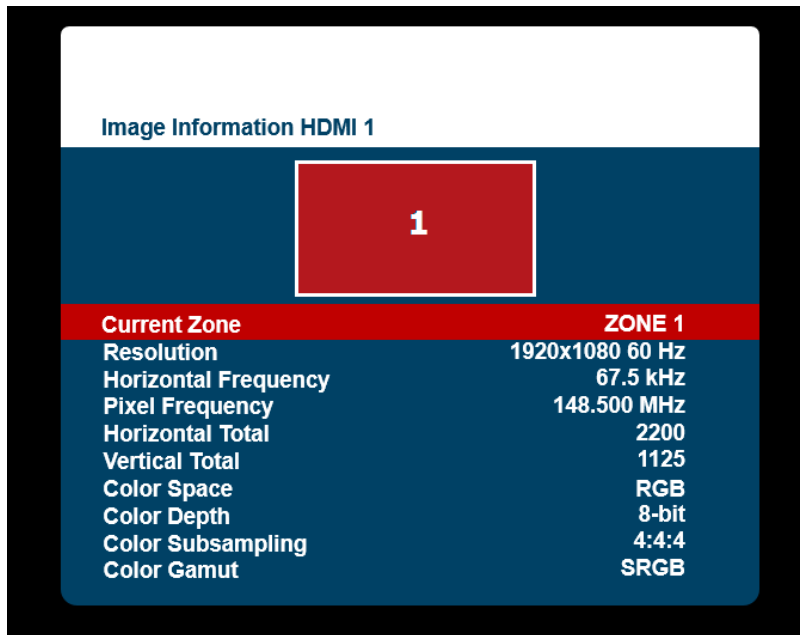 Image Information HDMI 1
1
Current Zone ZONE 1
Resolution 1920x1080 60 Hz
Horizontal Frequency 67.5 kHz
Pixel Frequency 148.500 MHz
Horizontal Total 2200
Vertical Total 1125
Color Space RGB
Color Depth 8-bit
Color Subsampling 4:4:4
Color Gamut SRGB